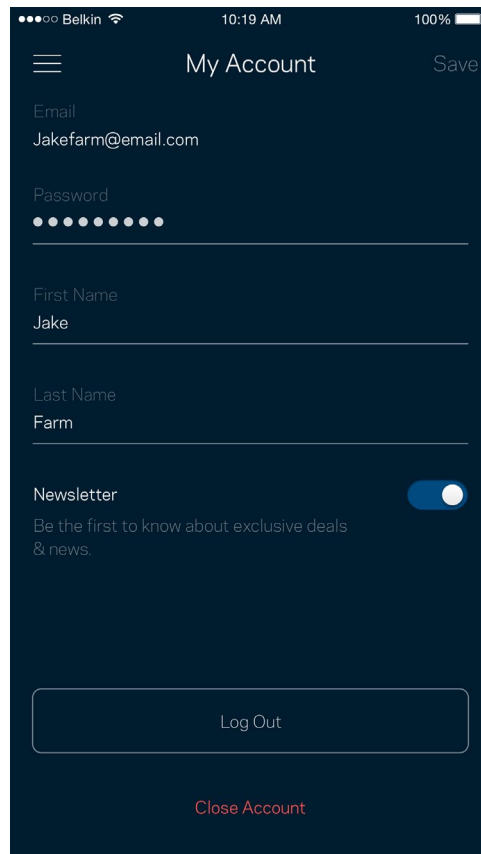 ●●●○○ Belkin 10:19 AM 100%
My Account Save
Email
Jakefarm@email.com
Password
●●●●●●●●●
First Name
Jake
Last Name
Farm
Newsletter
Be the first to know about exclusive deals
& news.
Log Out
Close Account